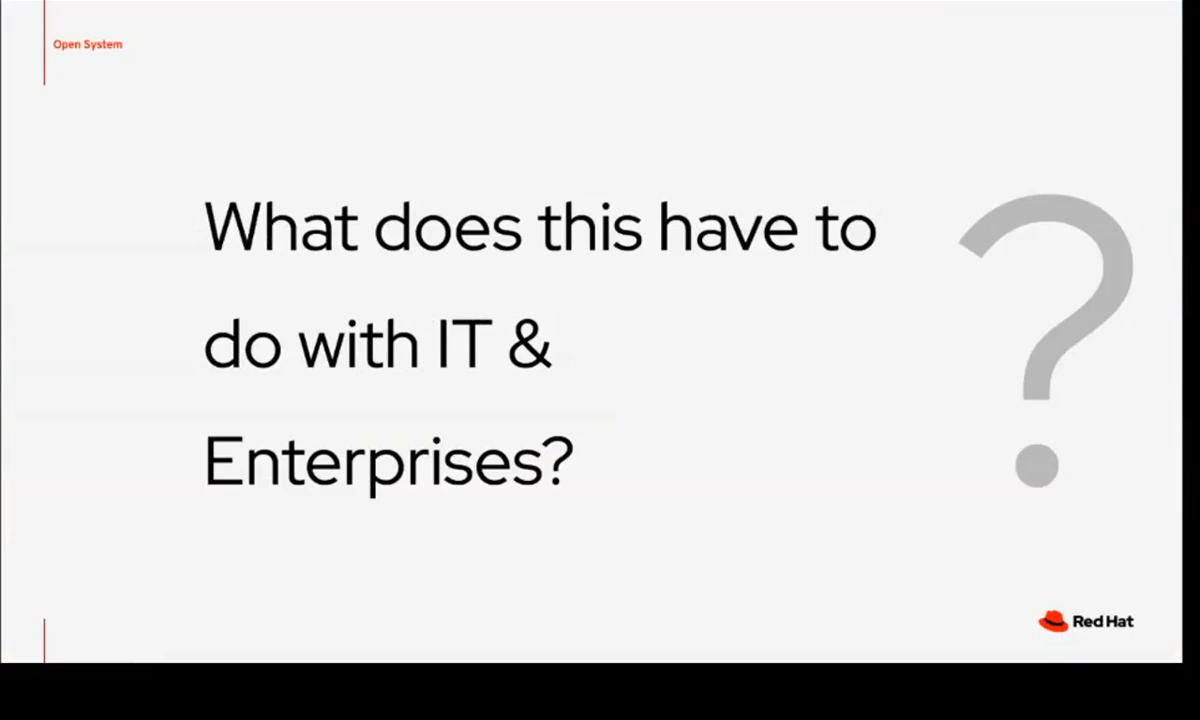 Open System
What does this have to
do with IT &
Enterprises?
?
Red Hat